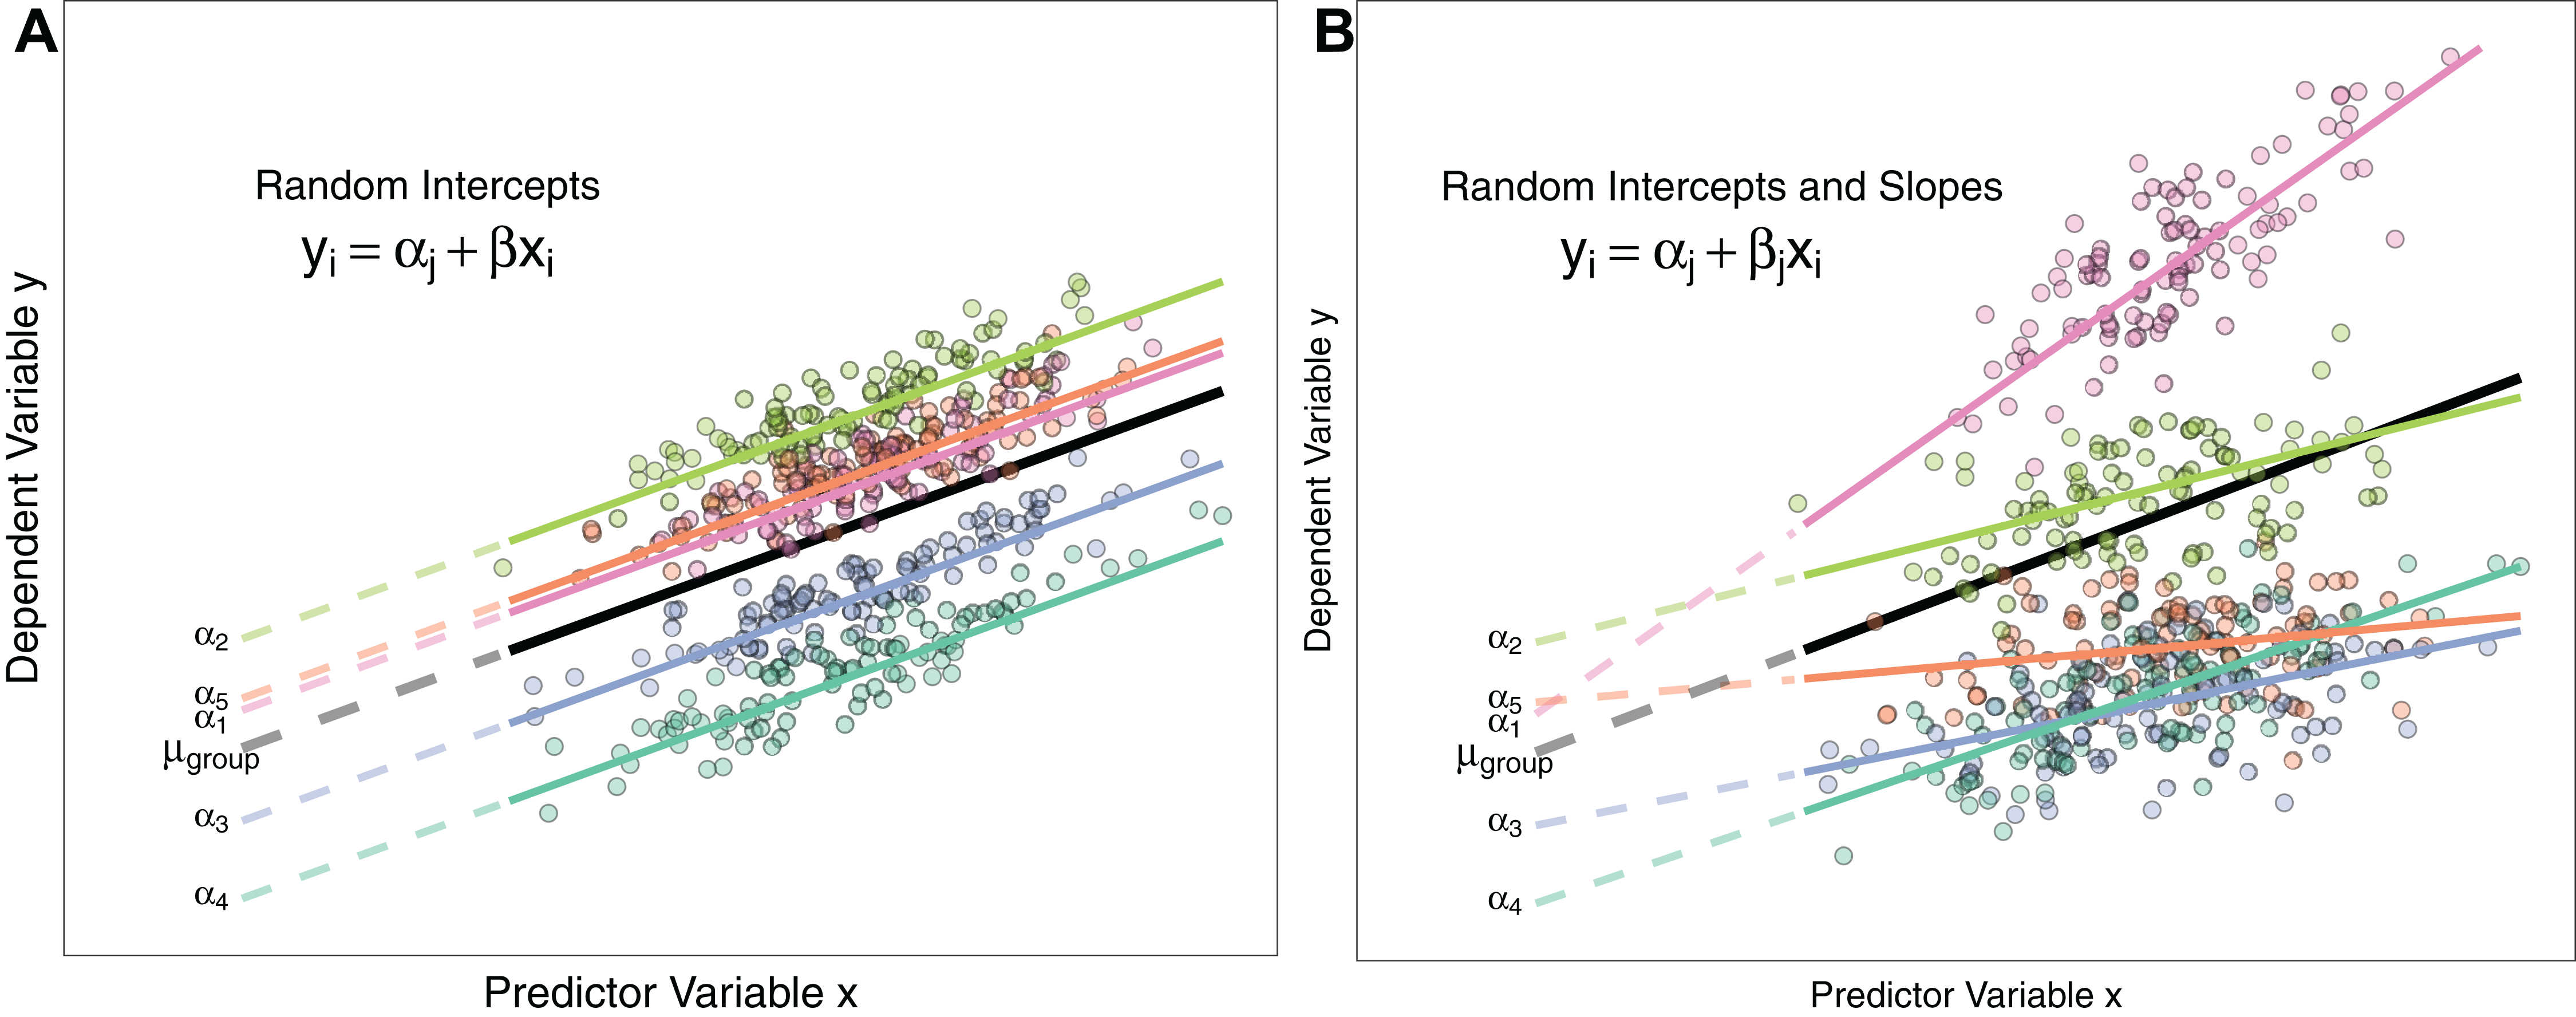 A
Random Intercepts
yᵢ = αⱼ + βxᵢ
Dependent Variable y
α₂
α₅
α₁
μgroup
α₃
α₄
Predictor Variable x
B
Random Intercepts and Slopes
yᵢ = αⱼ + βⱼxᵢ
Dependent Variable y
α₂
α₅
α₁
μgroup
α₃
α₄
Predictor Variable x